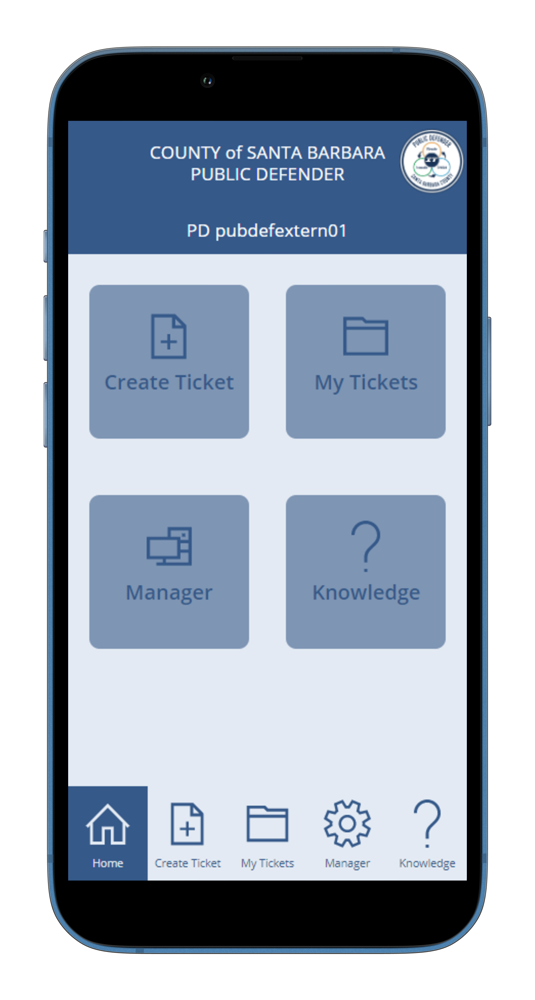 COUNTY of SANTA BARBARA
PUBLIC DEFENDER
PUBLIC DEFENDER
IT
SANTA BARBARA COUNTY
PD pubdefextern01
Create Ticket
My Tickets
Manager
Knowledge
Home
Create Ticket
My Tickets
Manager
Knowledge